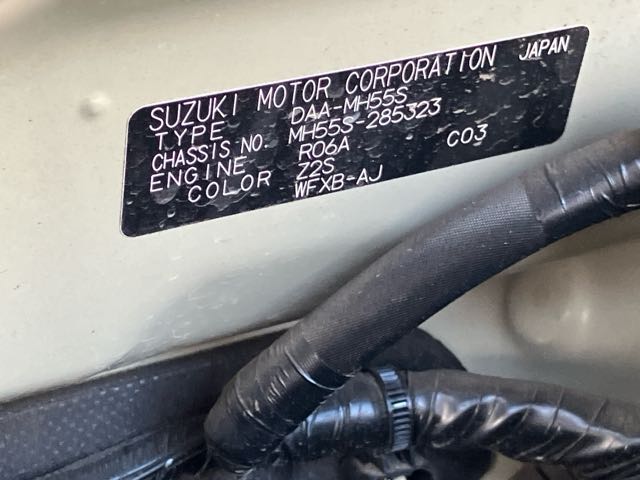 SUZUKI MOTOR CORPORATION JAPAN
TYPE DAA-MH55S
CHASSIS NO. MH55S-285323
ENGINE R06A C03
COLOR Z2S
WFXB-AJ